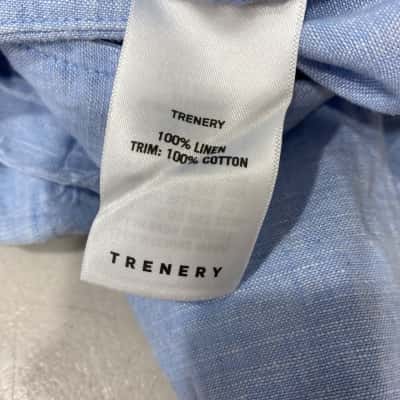 TRENERY
100% LINEN
TRIM: 100% COTTON
TRENERY